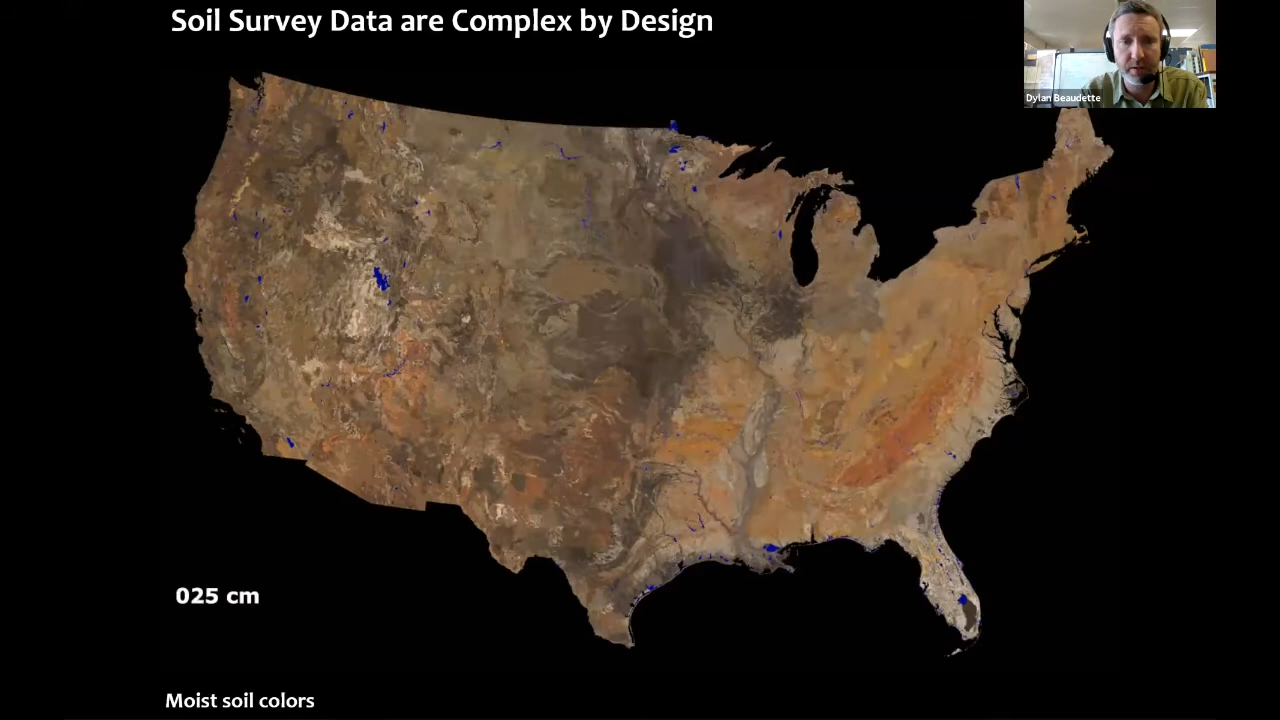 Soil Survey Data are Complex by Design
Dylan Beaudette
025 cm
Moist soil colors